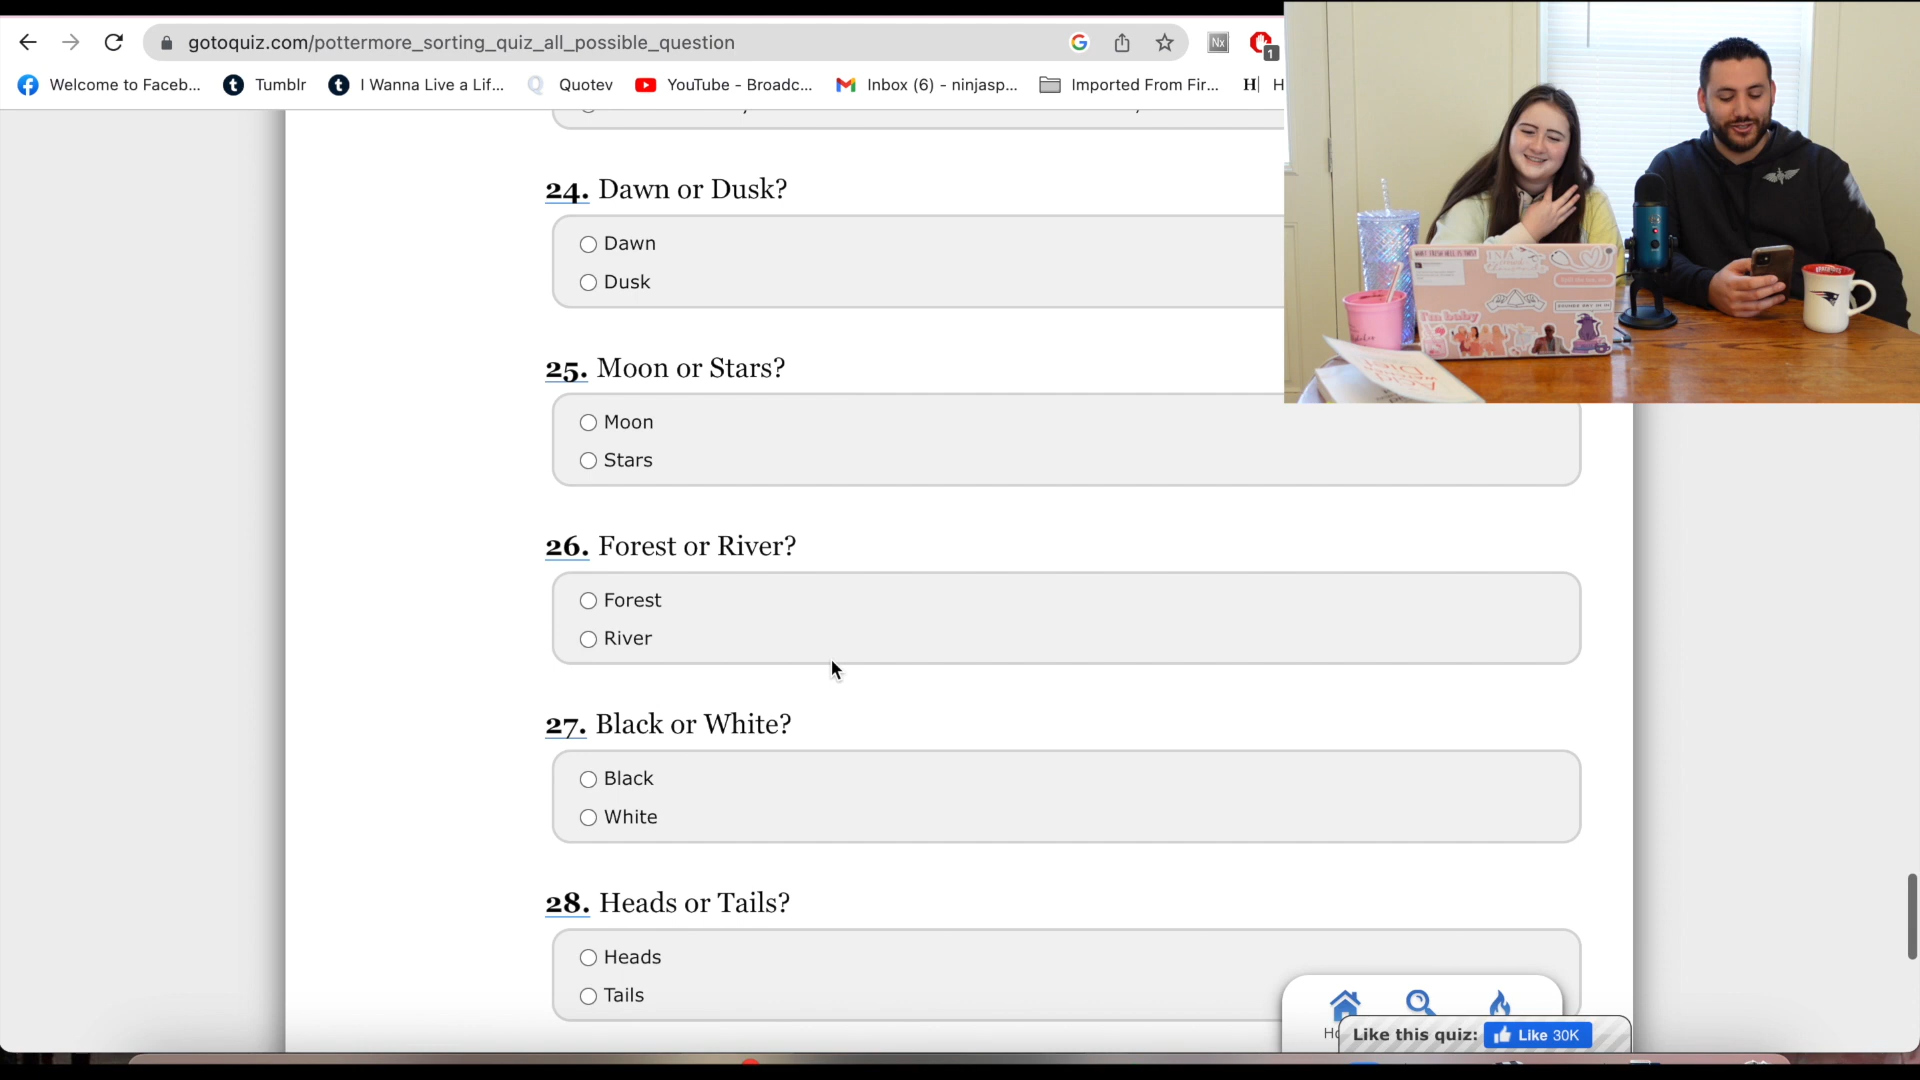 gotoquiz.com/pottermore_sorting_quiz_all_possible_question
1
Welcome to Faceb... Tumblr I Wanna Live a Lif... Quotev YouTube - Broadc... Inbox (6) - ninjasp... Imported From Fir... H
24. Dawn or Dusk?
Dawn
Dusk
25. Moon or Stars?
Moon
Stars
26. Forest or River?
Forest
River
27. Black or White?
Black
White
28. Heads or Tails?
Heads
Tails
Like this quiz: Like 30K
I'm baby